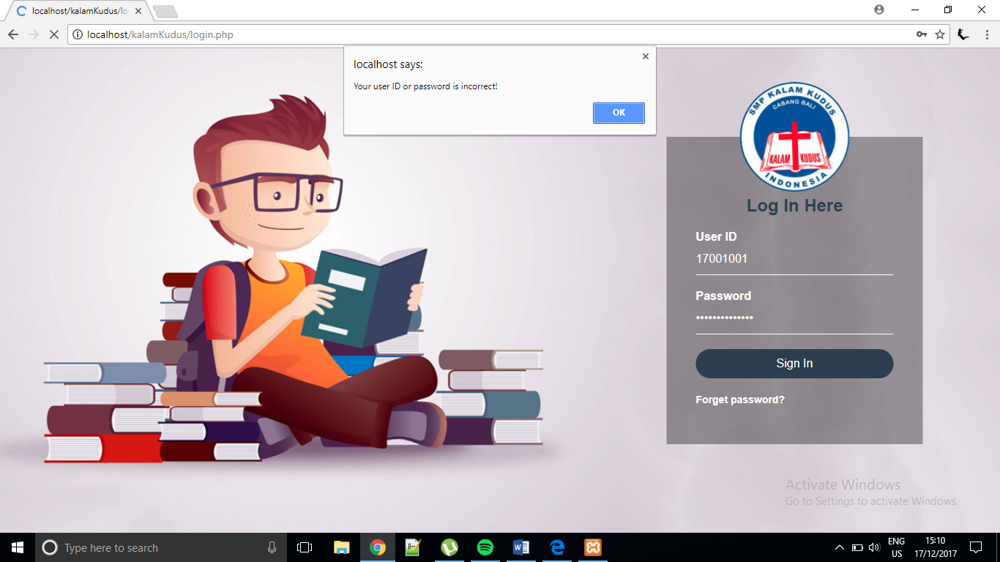 localhost/kalamKudus/lo
localhost/kalamKudus/login.php
localhost says:
Your user ID or password is incorrect!
OK
SMP KALAM KUDUS
CABANG BALI
KALAM KUDUS
INDONESIA
Log In Here
User ID
17001001
Password
••••••••••••••
Sign In
Forget password?
Activate Windows
Go to Settings to activate Windows.
Type here to search
ENG
US
15:10
17/12/2017